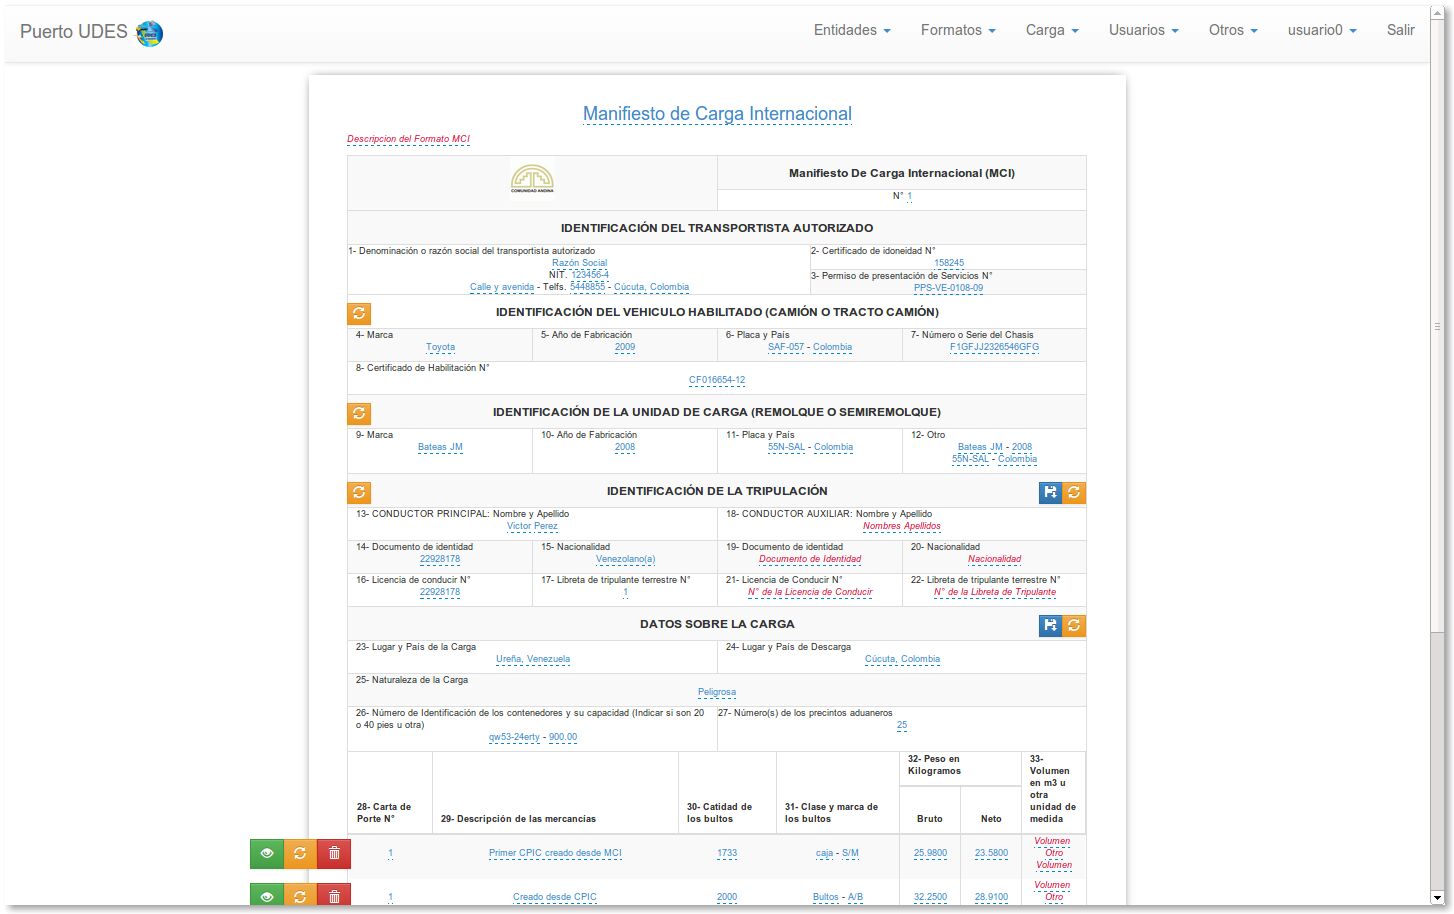 Puerto UDES
Entidades Formatos Carga Usuarios Otros usuario0 Salir
Manifiesto de Carga Internacional
Descripcion del Formato MCI
COMUNIDAD ANDINA
Manifiesto De Carga Internacional (MCI)
N° 1
IDENTIFICACIÓN DEL TRANSPORTISTA AUTORIZADO
1- Denominación o razón social del transportista autorizado
Razón Social
NIT. 123456-4
Calle y avenida - Telfs. 5448855 - Cúcuta, Colombia
2- Certificado de idoneidad N°
158245
3- Permiso de presentación de Servicios N°
PPS-VE-0108-09
IDENTIFICACIÓN DEL VEHICULO HABILITADO (CAMIÓN O TRACTO CAMIÓN)
4- Marca
Toyota
5- Año de Fabricación
2009
6- Placa y País
SAF-057 - Colombia
7- Número o Serie del Chasis
F1GFJJ2326546GFG
8- Certificado de Habilitación N°
CF016654-12
IDENTIFICACIÓN DE LA UNIDAD DE CARGA (REMOLQUE O SEMIREMOLQUE)
9- Marca
Bateas JM
10- Año de Fabricación
2008
11- Placa y País
55N-SAL - Colombia
12- Otro
Bateas JM - 2008
55N-SAL - Colombia
IDENTIFICACIÓN DE LA TRIPULACIÓN
13- CONDUCTOR PRINCIPAL: Nombre y Apellido
Victor Perez
18- CONDUCTOR AUXILIAR: Nombre y Apellido
Nombres Apellidos
14- Documento de identidad
22928178
15- Nacionalidad
Venezolano(a)
19- Documento de identidad
Documento de Identidad
20- Nacionalidad
Nacionalidad
16- Licencia de conducir N°
22928178
17- Libreta de tripulante terrestre N°
1
21- Licencia de Conducir N°
N° de la Licencia de Conducir
22- Libreta de tripulante terrestre N°
N° de la Libreta de Tripulante
DATOS SOBRE LA CARGA
23- Lugar y País de la Carga
Ureña, Venezuela
24- Lugar y País de Descarga
Cúcuta, Colombia
25- Naturaleza de la Carga
Peligrosa
26- Número de Identificación de los contenedores y su capacidad (Indicar si son 20
o 40 pies u otra)
qw53-24erty - 900.00
27- Número(s) de los precintos aduaneros
25
28- Carta de
Porte N°
29- Descripción de las mercancías
30- Catidad de
los bultos
31- Clase y marca de
los bultos
32- Peso en
Kilogramos
Bruto Neto
33-
Volumen
en m3 u
otra
unidad de
medida
1 Primer CPIC creado desde MCI 1733 caja - S/M 25.9800 23.5800
Volumen
Otro
Volumen
1 Creado desde CPIC 2000 Bultos - A/B 32.2500 28.9100
Volumen
Otro